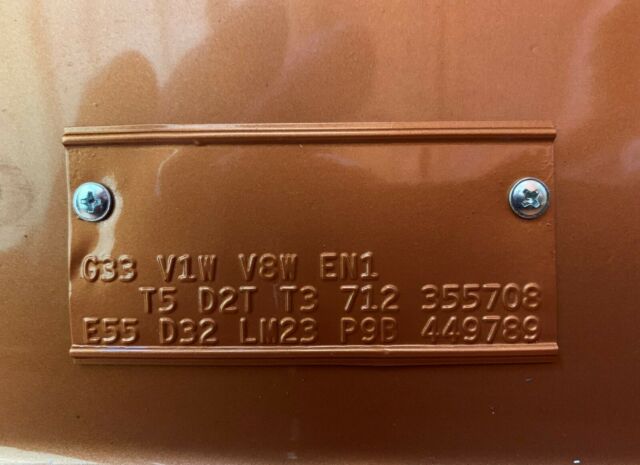 G33 V1W V8W EN1
T5 D2T T3 712 355708
E55 D32 LM23 P9B 449789